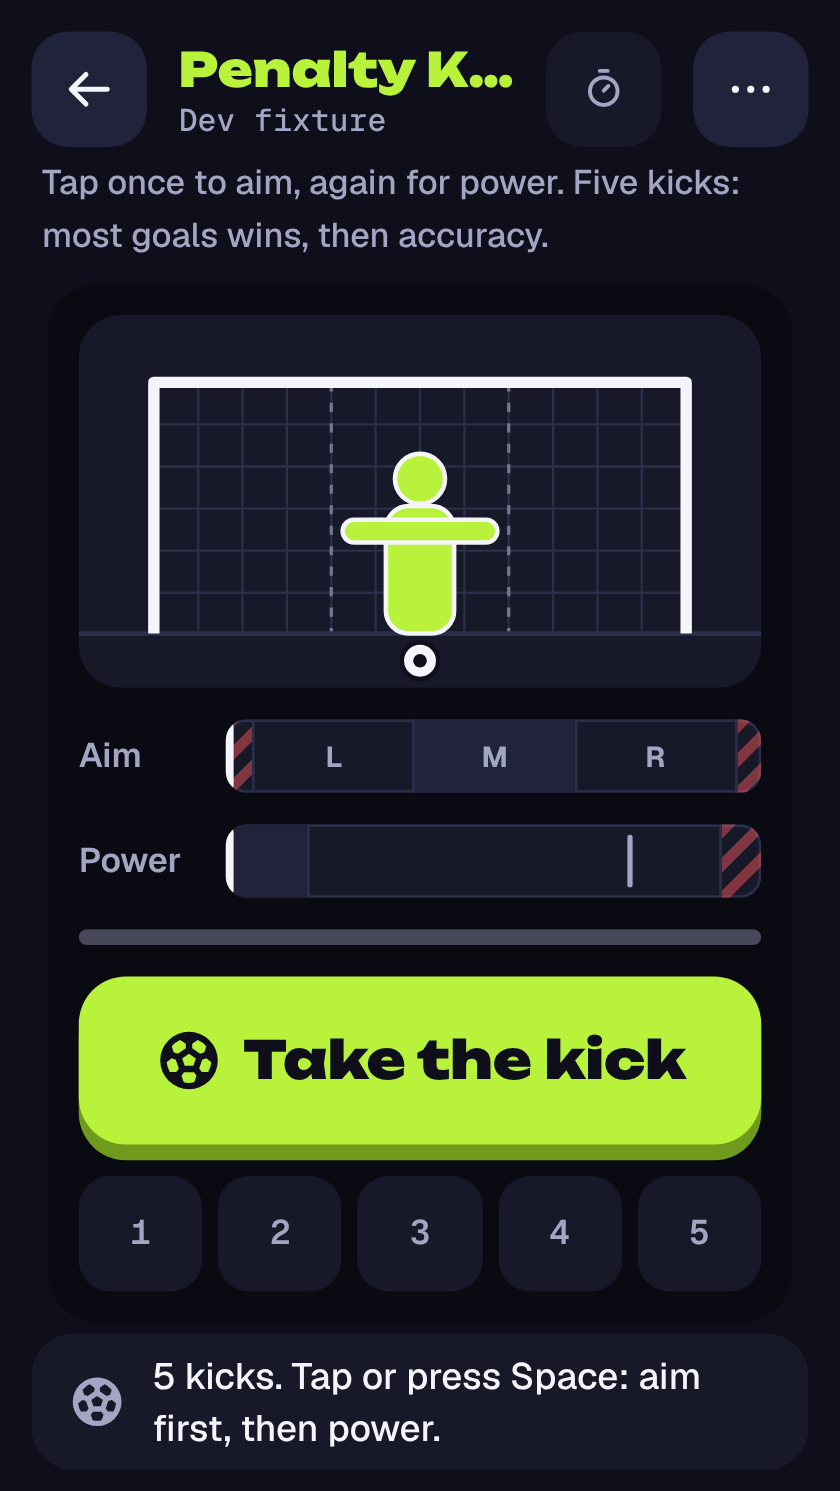 Penalty K...
Dev fixture
Tap once to aim, again for power. Five kicks:
most goals wins, then accuracy.
Aim
L
M
R
Power
Take the kick
1
2
3
4
5
5 kicks. Tap or press Space: aim
first, then power.